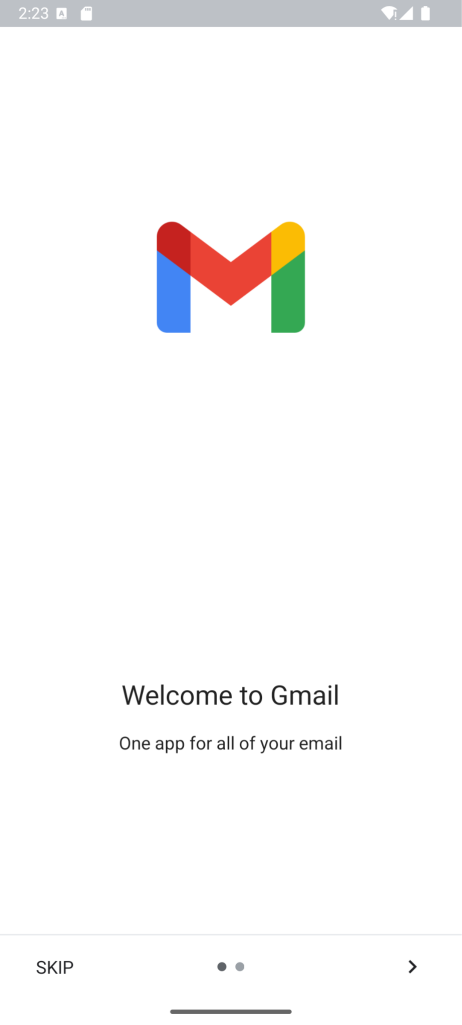 2:23
Welcome to Gmail
One app for all of your email
SKIP